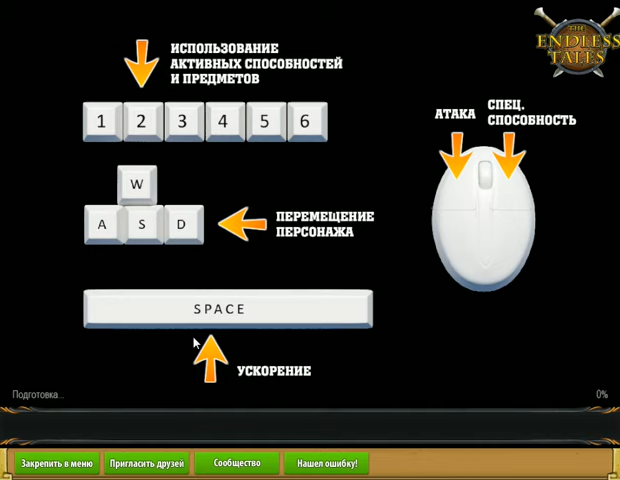 THE
ENDLESS
TALES
ИСПОЛЬЗОВАНИЕ
АКТИВНЫХ СПОСОБНОСТЕЙ
И ПРЕДМЕТОВ
1 2 3 4 5 6
АТАКА
СПЕЦ.
СПОСОБНОСТЬ
W
A S D
ПЕРЕМЕЩЕНИЕ
ПЕРСОНАЖА
SPACE
УСКОРЕНИЕ
Подготовка... 0%
Закрепить в меню Пригласить друзей Сообщество Нашел ошибку!